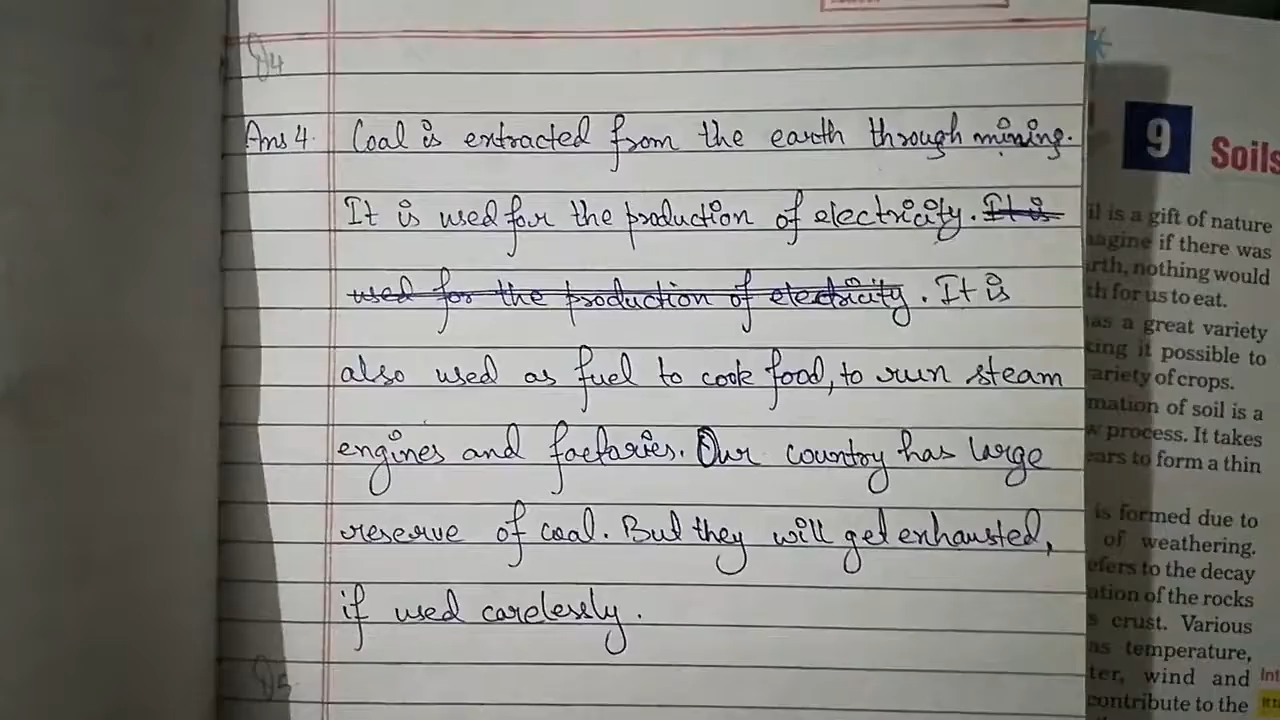 Q4
Ans 4. Coal is extracted from the earth through mining.
It is used for the production of electricity. It is
used for the production of electricity. It is
also used as fuel to cook food, to run steam
engines and factories. Our country has large
reserve of coal. But they will get exhausted,
if used carelessly.
Q5
9 Soils
il is a gift of nature
agine if there was
rth, nothing would
th for us to eat.
as a great variety
king it possible to
ariety of crops.
mation of soil is a
w process. It takes
ears to form a thin
is formed due to
of weathering.
efers to the decay
ation of the rocks
s crust. Various
as temperature,
ter, wind and
contribute to the
Int